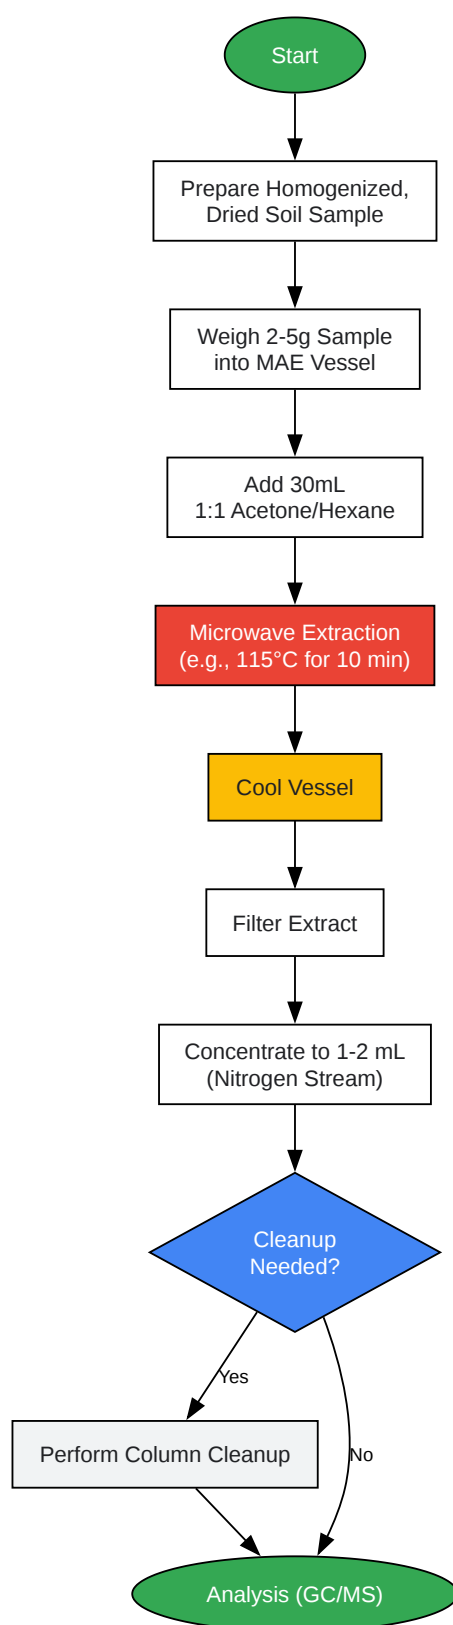 Start
Prepare Homogenized,
Dried Soil Sample
Weigh 2-5g Sample
into MAE Vessel
Add 30mL
1:1 Acetone/Hexane
Microwave Extraction
(e.g., 115°C for 10 min)
Cool Vessel
Filter Extract
Concentrate to 1-2 mL
(Nitrogen Stream)
Cleanup
Needed?
Yes
Perform Column Cleanup
No
Analysis (GC/MS)